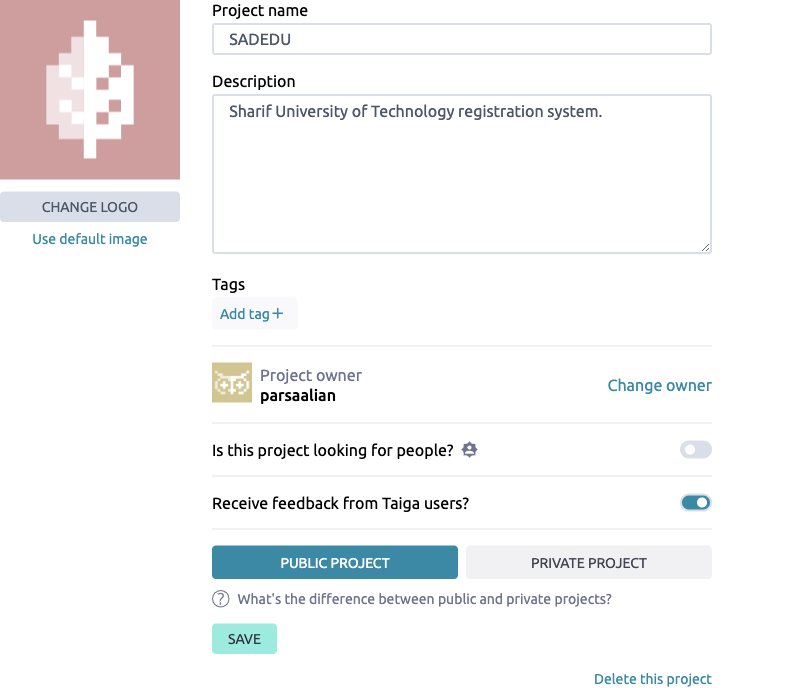 Project name
SADEDU
Description
Sharif University of Technology registration system.
CHANGE LOGO
Use default image
Tags
Add tag+
Project owner
parsaalian
Change owner
Is this project looking for people?
Receive feedback from Taiga users?
PUBLIC PROJECT
PRIVATE PROJECT
? What's the difference between public and private projects?
SAVE
Delete this project